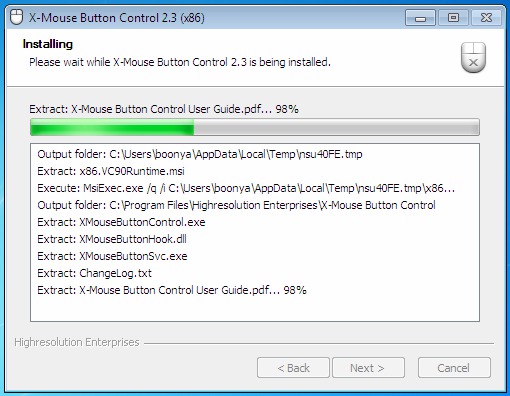 X-Mouse Button Control 2.3 (x86)
Installing
Please wait while X-Mouse Button Control 2.3 is being installed.
Extract: X-Mouse Button Control User Guide.pdf... 98%
Output folder: C:\Users\boonya\AppData\Local\Temp\nsu40FE.tmp
Extract: x86.VC90Runtime.msi
Execute: MsiExec.exe /q /i C:\Users\boonya\AppData\Local\Temp\nsu40FE.tmp\x86...
Output folder: C:\Program Files\Highresolution Enterprises\X-Mouse Button Control
Extract: XMouseButtonControl.exe
Extract: XMouseButtonHook.dll
Extract: XMouseButtonSvc.exe
Extract: ChangeLog.txt
Extract: X-Mouse Button Control User Guide.pdf... 98%
Highresolution Enterprises
< Back Next > Cancel